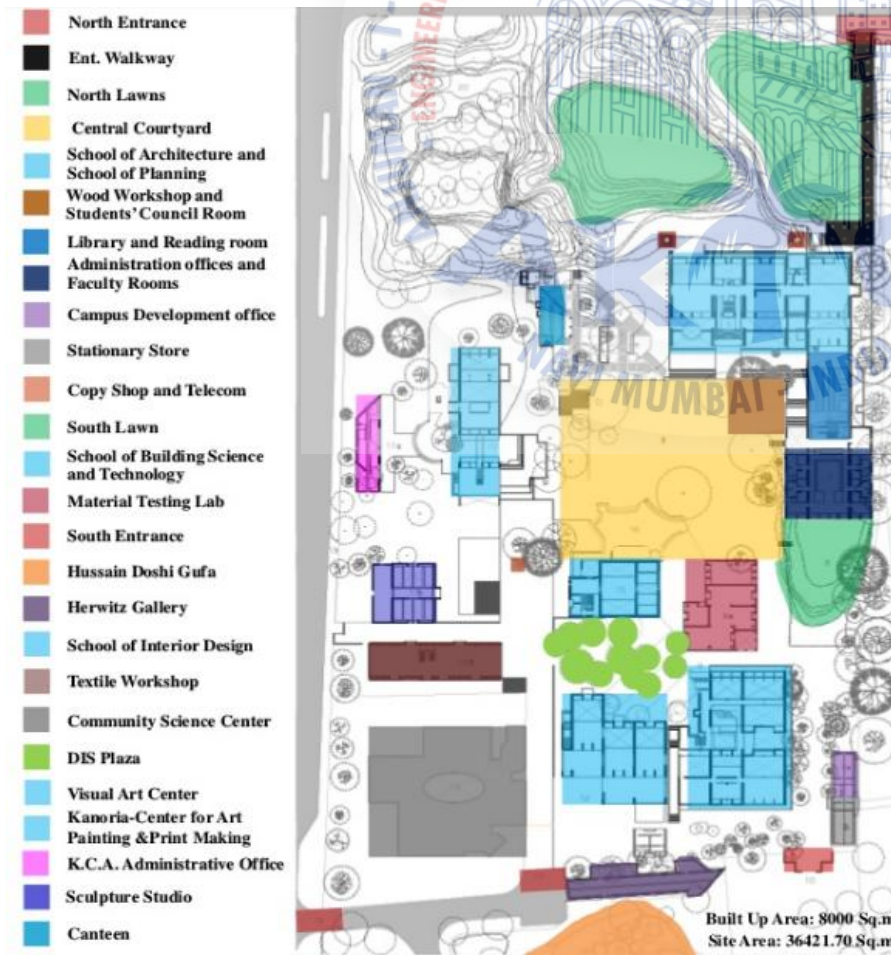 North Entrance
Ent. Walkway
North Lawns
Central Courtyard
School of Architecture and
School of Planning
Wood Workshop and
Students' Council Room
Library and Reading room
Administration offices and
Faculty Rooms
Campus Development office
Stationary Store
Copy Shop and Telecom
South Lawn
School of Building Science
and Technology
Material Testing Lab
South Entrance
Hussain Doshi Gufa
Herwitz Gallery
School of Interior Design
Textile Workshop
Community Science Center
DIS Plaza
Visual Art Center
Kanoria-Center for Art
Painting &Print Making
K.C.A. Administrative Office
Sculpture Studio
Canteen
ENGINEERI
NAVI MUMBAI INDI
Built Up Area: 8000 Sq.m
Site Area: 36421.70 Sq.m